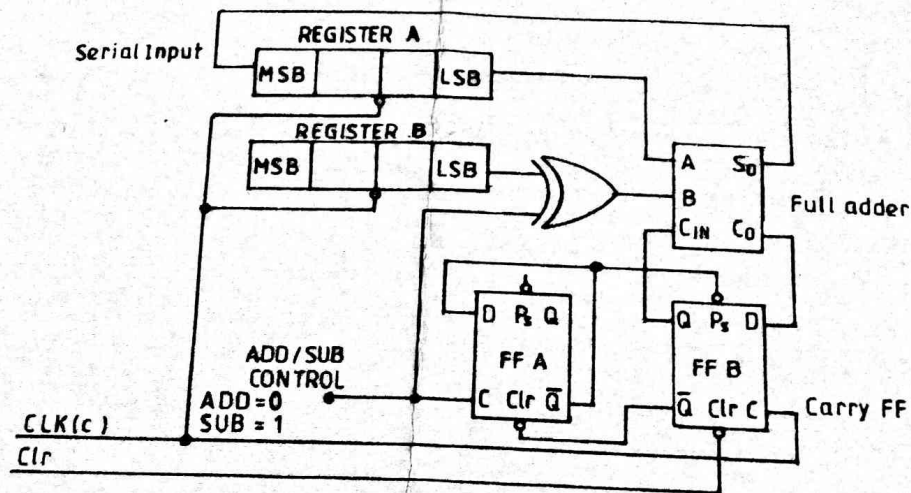 REGISTER A
Serial Input
MSB
LSB
REGISTER .B
MSB
LSB
A
S0
B
CIN
C0
Full adder
D Ps Q
FF A
C Clr Q̅
Q Ps D
FF B
Q̅ Clr C
Carry FF
ADD/SUB
CONTROL
ADD=0
SUB = 1
CLK(c)
Clr